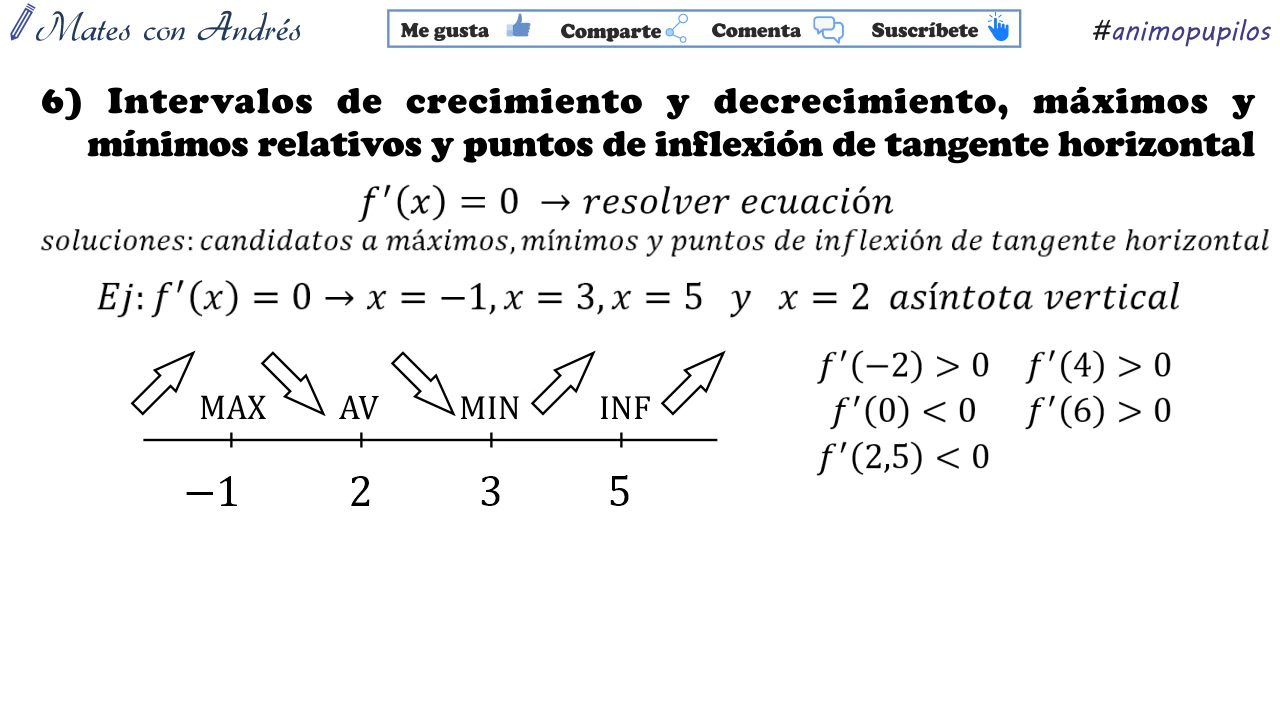 Mates con Andrés
Me gusta Comparte Comenta Suscríbete
#animopupilos
6) Intervalos de crecimiento y decrecimiento, máximos y
mínimos relativos y puntos de inflexión de tangente horizontal
f′(x) = 0 → resolver ecuación
soluciones: candidatos a máximos, mínimos y puntos de inflexión de tangente horizontal
Ej: f′(x) = 0 → x = −1, x = 3, x = 5 y x = 2 asíntota vertical
MAX AV MIN INF
−1 2 3 5
f′(−2) > 0 f′(4) > 0
f′(0) < 0 f′(6) > 0
f′(2,5) < 0